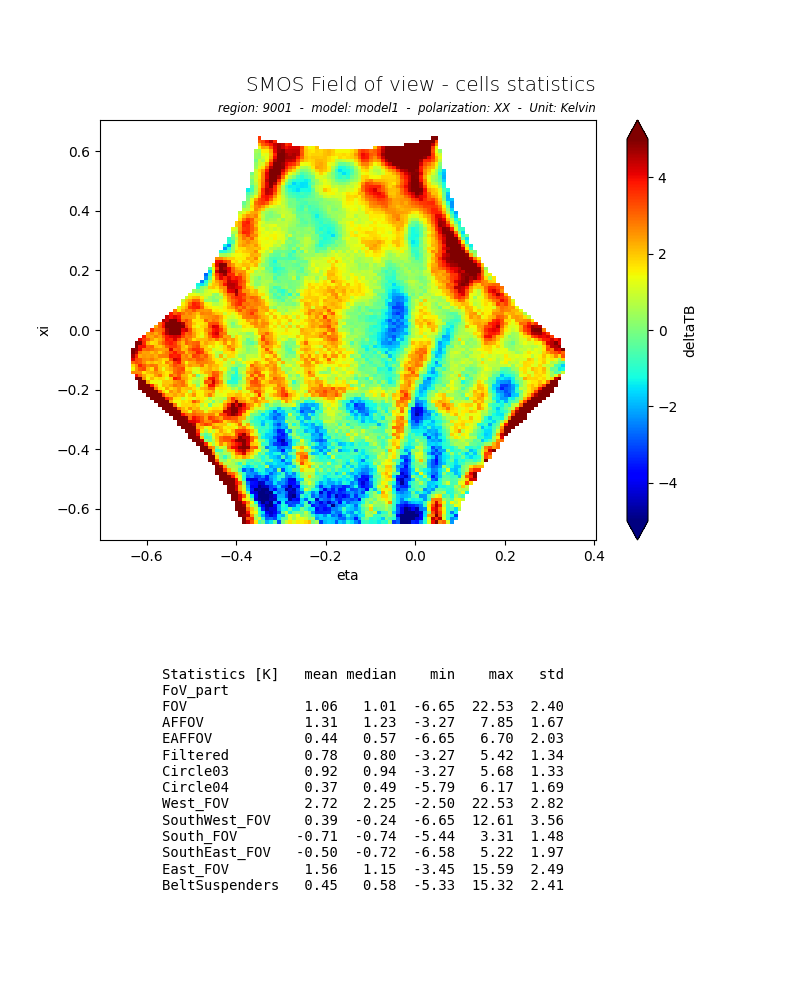 SMOS Field of view - cells statistics
region: 9001 - model: model1 - polarization: XX - Unit: Kelvin
0.6
0.4
0.2
0.0
−0.2
−0.4
−0.6
xi
−0.6 −0.4 −0.2 0.0 0.2 0.4
eta
4
2
0
−2
−4
deltaTB
Statistics [K] mean median min max std
FoV_part
FOV 1.06 1.01 -6.65 22.53 2.40
AFFOV 1.31 1.23 -3.27 7.85 1.67
EAFFOV 0.44 0.57 -6.65 6.70 2.03
Filtered 0.78 0.80 -3.27 5.42 1.34
Circle03 0.92 0.94 -3.27 5.68 1.33
Circle04 0.37 0.49 -5.79 6.17 1.69
West_FOV 2.72 2.25 -2.50 22.53 2.82
SouthWest_FOV 0.39 -0.24 -6.65 12.61 3.56
South_FOV -0.71 -0.74 -5.44 3.31 1.48
SouthEast_FOV -0.50 -0.72 -6.58 5.22 1.97
East_FOV 1.56 1.15 -3.45 15.59 2.49
BeltSuspenders 0.45 0.58 -5.33 15.32 2.41